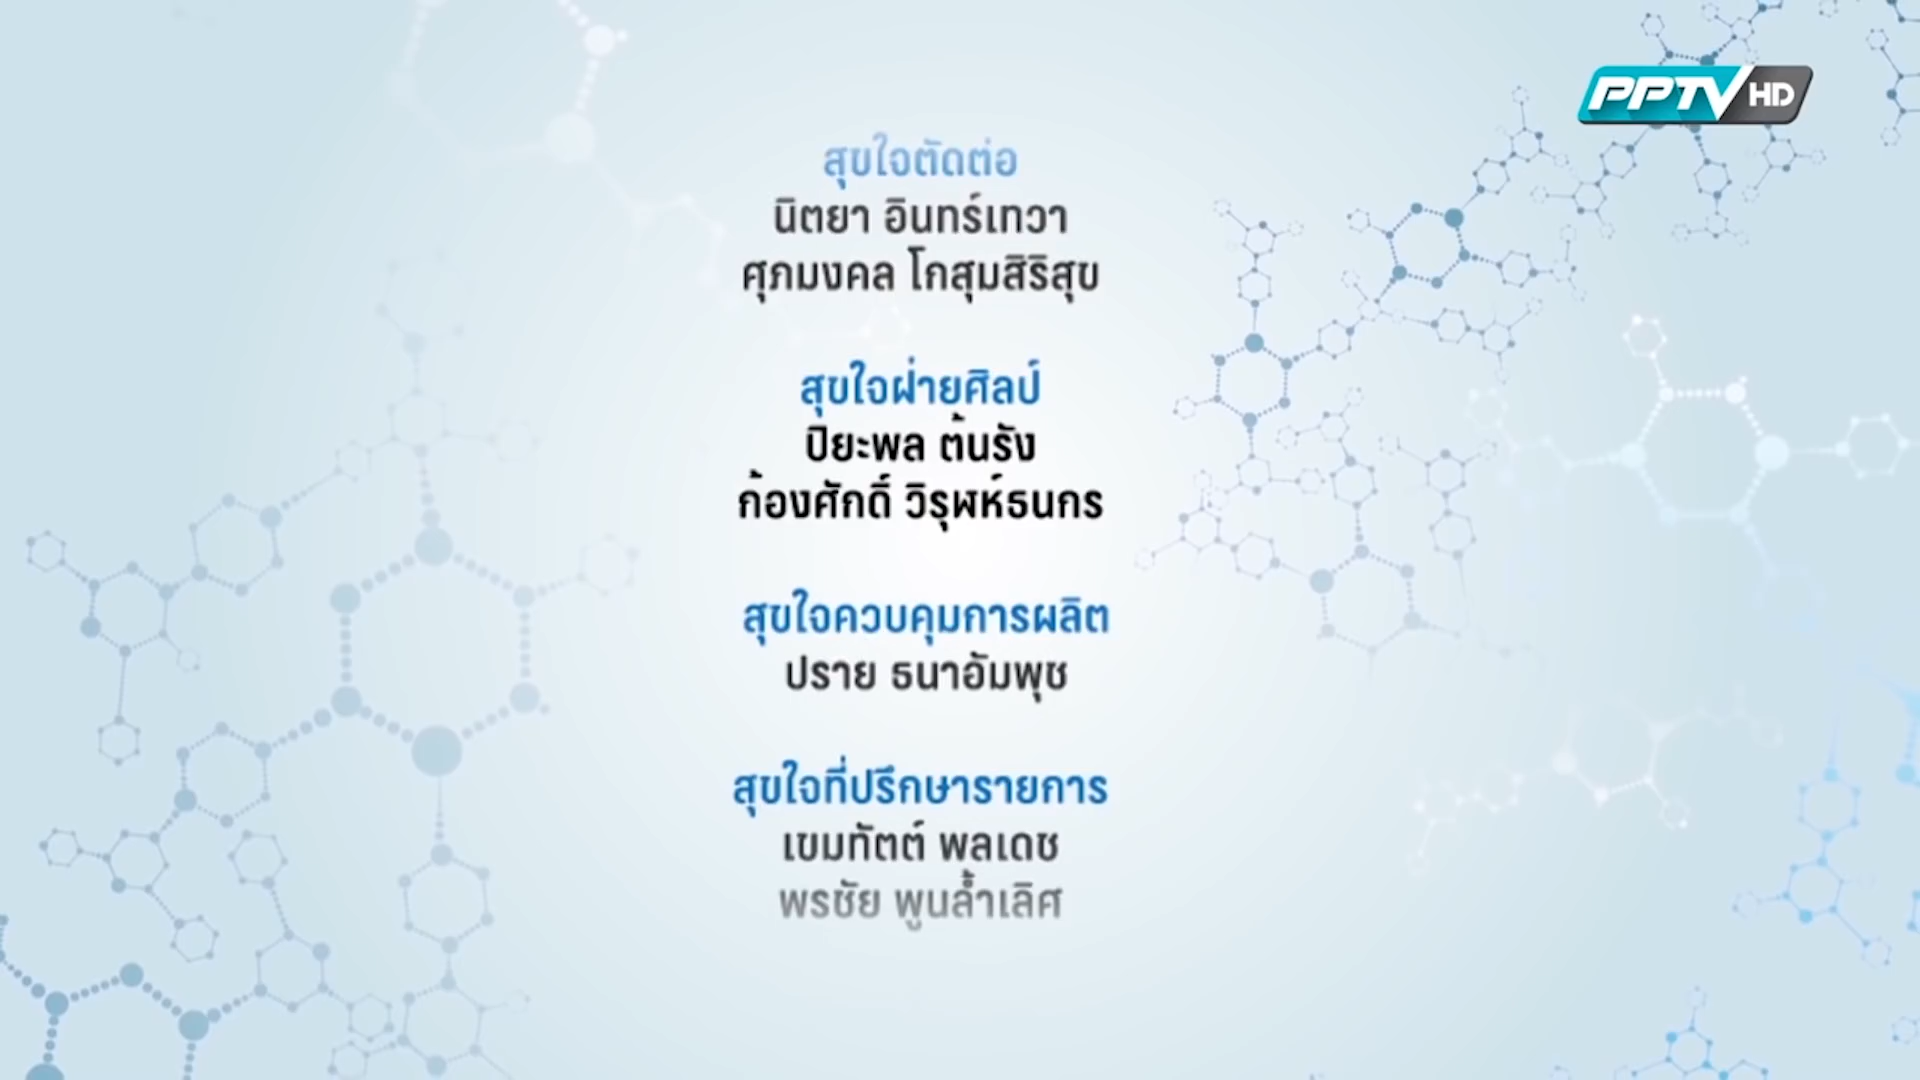 PPTV HD
สุขใจตัดต่อ
นิตยา อินทร์เทวา
ศุภมงคล โกสุมสิริสุข
สุขใจฝ่ายศิลป์
ปิยะพล ต้นรัง
ก้องศักดิ์ วิรุฬห์ธนกร
สุขใจควบคุมการผลิต
ปราย ธนาอัมพุช
สุขใจที่ปรึกษารายการ
เขมทัตต์ พลเดช
พรชัย พูนล้ำเลิศ